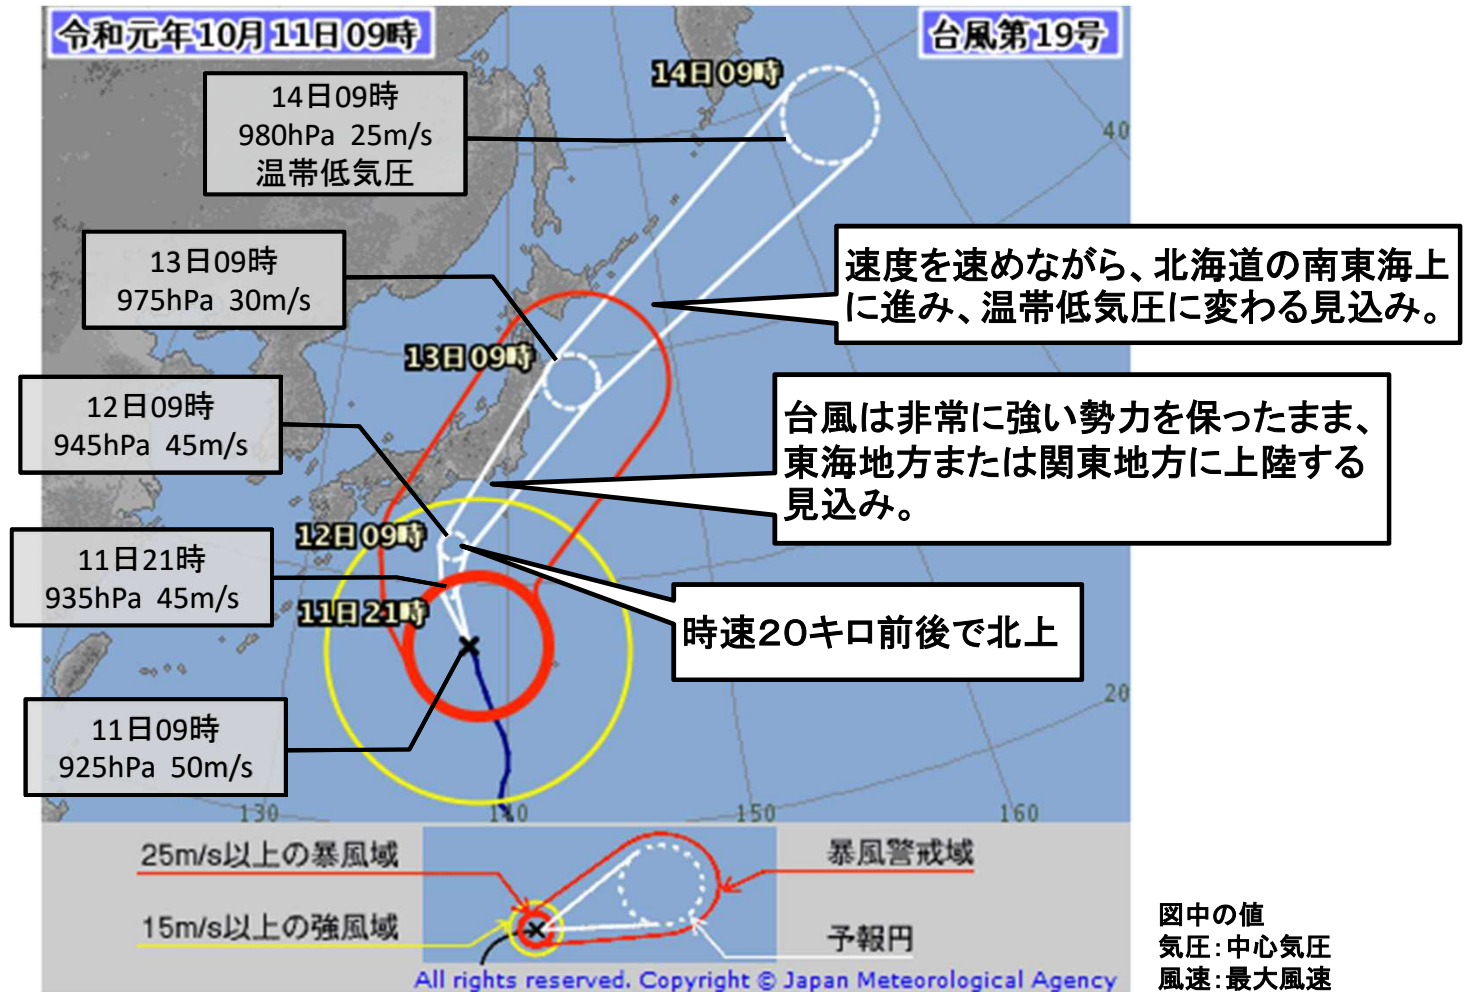 令和元年10月11日09時
台風第19号
14日09時
14日09時
980hPa 25m/s
温帯低気圧
40
13日09時
975hPa 30m/s
速度を速めながら、北海道の南東海上
に進み、温帯低気圧に変わる見込み。
13日09時
12日09時
945hPa 45m/s
台風は非常に強い勢力を保ったまま、
東海地方または関東地方に上陸する
見込み。
12日09時
11日21時
935hPa 45m/s
11日21時
時速20キロ前後で北上
20
11日09時
925hPa 50m/s
130
140
150
160
25m/s以上の暴風域
暴風警戒域
15m/s以上の強風域
予報円
All rights reserved. Copyright © Japan Meteorological Agency
図中の値
気圧：中心気圧
風速：最大風速